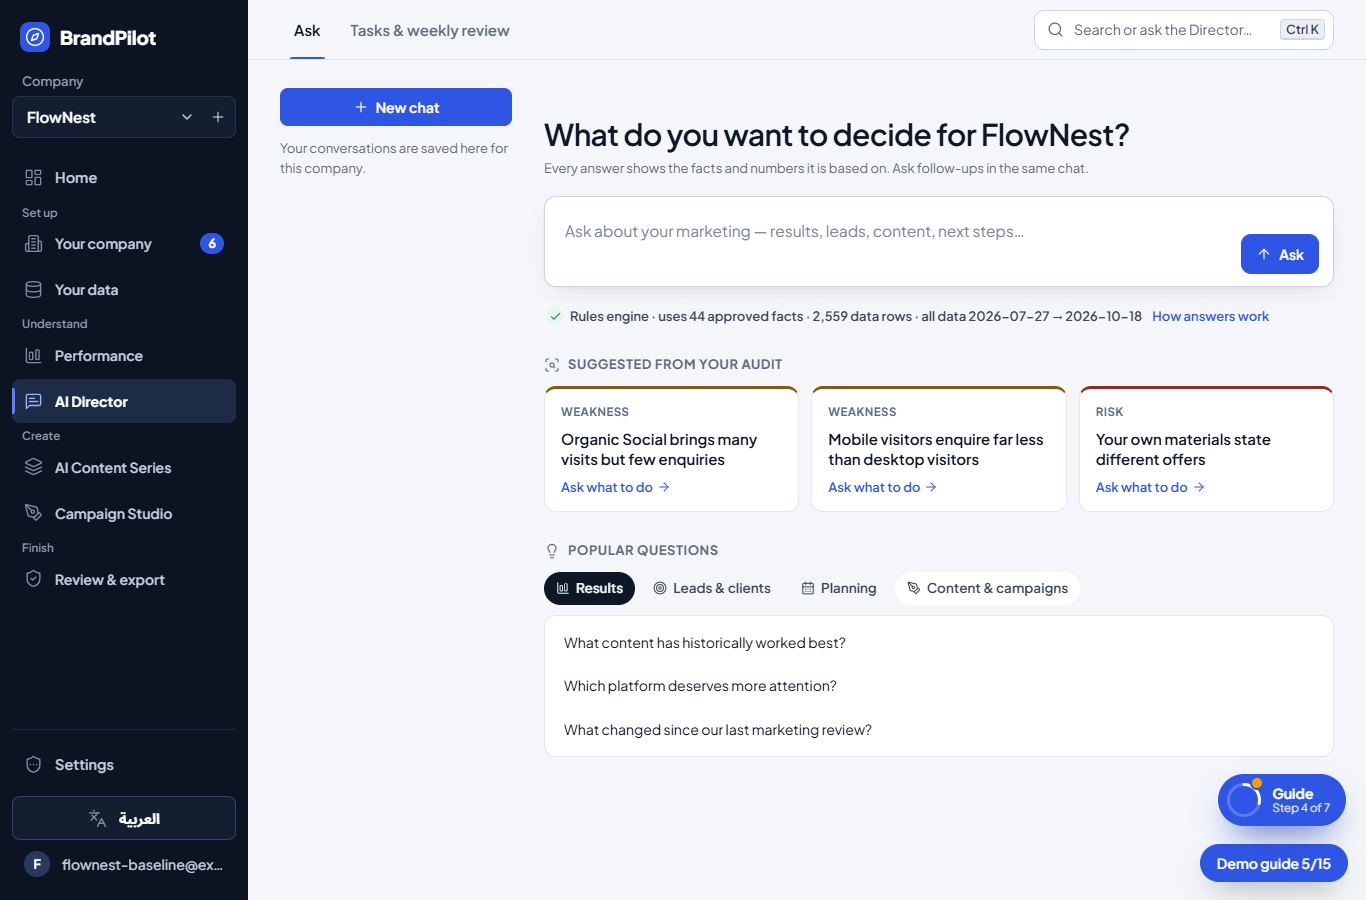 BrandPilot
Company
FlowNest
Home
Set up
Your company
6
Your data
Understand
Performance
AI Director
Create
AI Content Series
Campaign Studio
Finish
Review & export
Settings
العربية
F
flownest-baseline@ex...
Ask
Tasks & weekly review
Search or ask the Director...
Ctrl K
New chat
Your conversations are saved here for
this company.
What do you want to decide for FlowNest?
Every answer shows the facts and numbers it is based on. Ask follow-ups in the same chat.
Ask about your marketing — results, leads, content, next steps...
Ask
Rules engine · uses 44 approved facts · 2,559 data rows · all data 2026-07-27 → 2026-10-18 How answers work
SUGGESTED FROM YOUR AUDIT
WEAKNESS
Organic Social brings many
visits but few enquiries
Ask what to do →
WEAKNESS
Mobile visitors enquire far less
than desktop visitors
Ask what to do →
RISK
Your own materials state
different offers
Ask what to do →
POPULAR QUESTIONS
Results
Leads & clients
Planning
Content & campaigns
What content has historically worked best?
Which platform deserves more attention?
What changed since our last marketing review?
Guide
Step 4 of 7
Demo guide 5/15